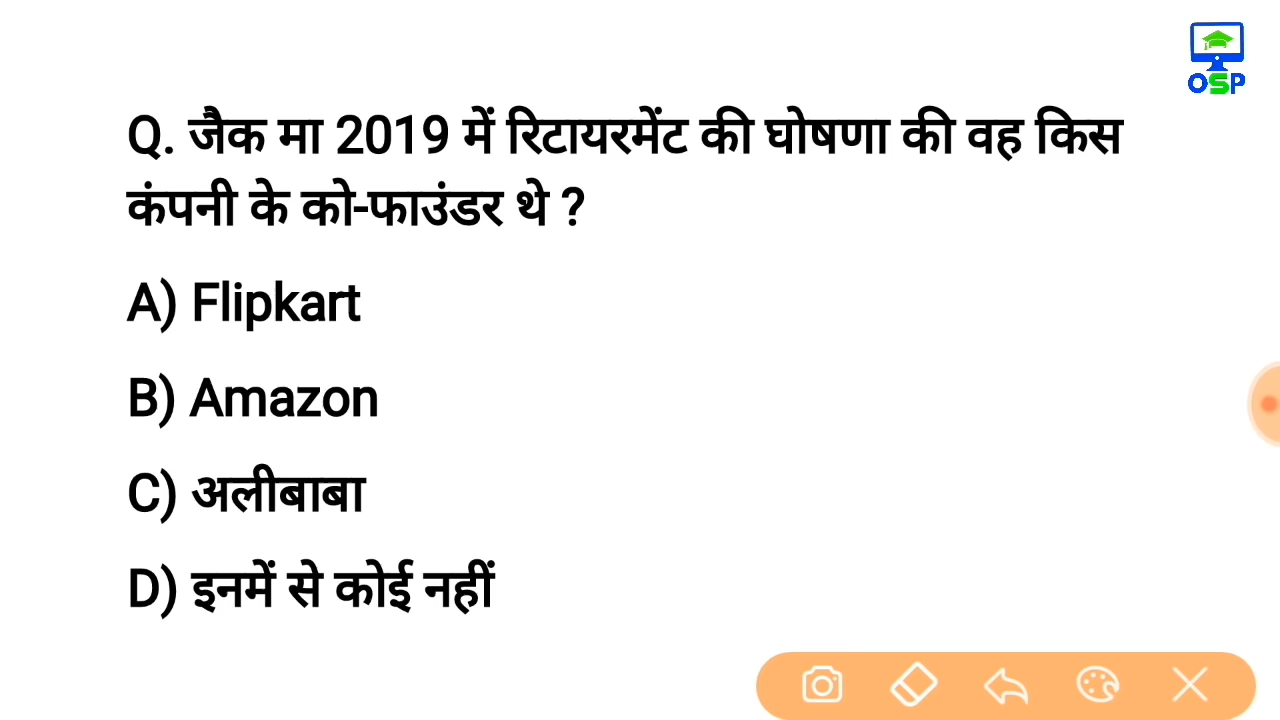 OSP
Q. जैक मा 2019 में रिटायरमेंट की घोषणा की वह किस
कंपनी के को-फाउंडर थे ?
A) Flipkart
B) Amazon
C) अलीबाबा
D) इनमें से कोई नहीं